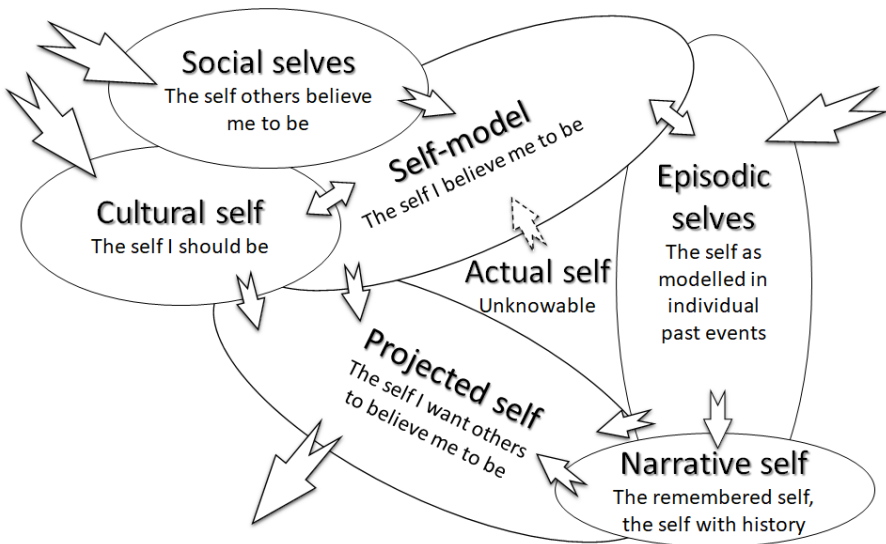 Social selves
The self others believe
me to be
Self-model
The self I believe me to be
Cultural self
The self I should be
Episodic
selves
The self as
modelled in
individual
past events
Actual self
Unknowable
Projected self
The self I want others
to believe me to be
Narrative self
The remembered self,
the self with history